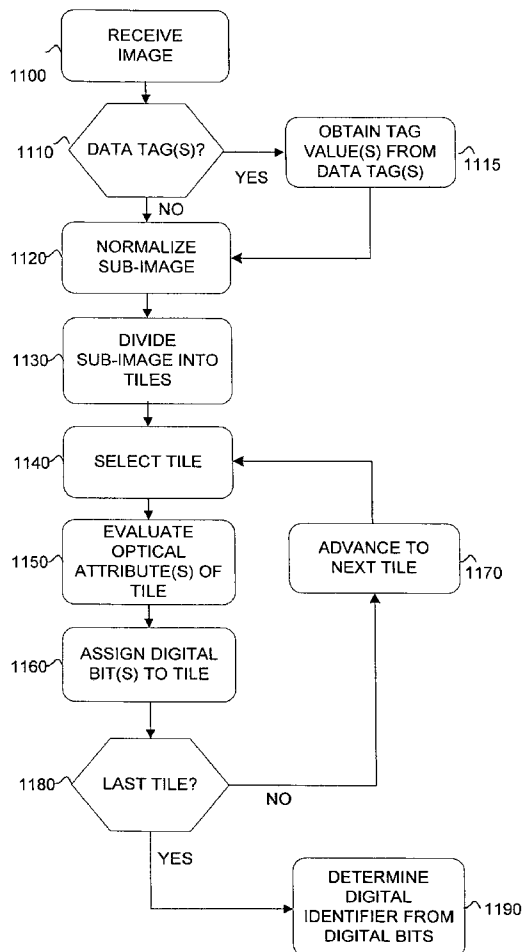 RECEIVE
IMAGE
1100
1110
DATA TAG(S)?
YES
OBTAIN TAG
VALUE(S) FROM
DATA TAG(S)
1115
NO
1120
NORMALIZE
SUB-IMAGE
1130
DIVIDE
SUB-IMAGE INTO
TILES
1140
SELECT TILE
1150
EVALUATE
OPTICAL
ATTRIBUTE(S) OF
TILE
ADVANCE TO
NEXT TILE
1170
1160
ASSIGN DIGITAL
BIT(S) TO TILE
1180
LAST TILE?
NO
YES
DETERMINE
DIGITAL
IDENTIFIER FROM
DIGITAL BITS
1190